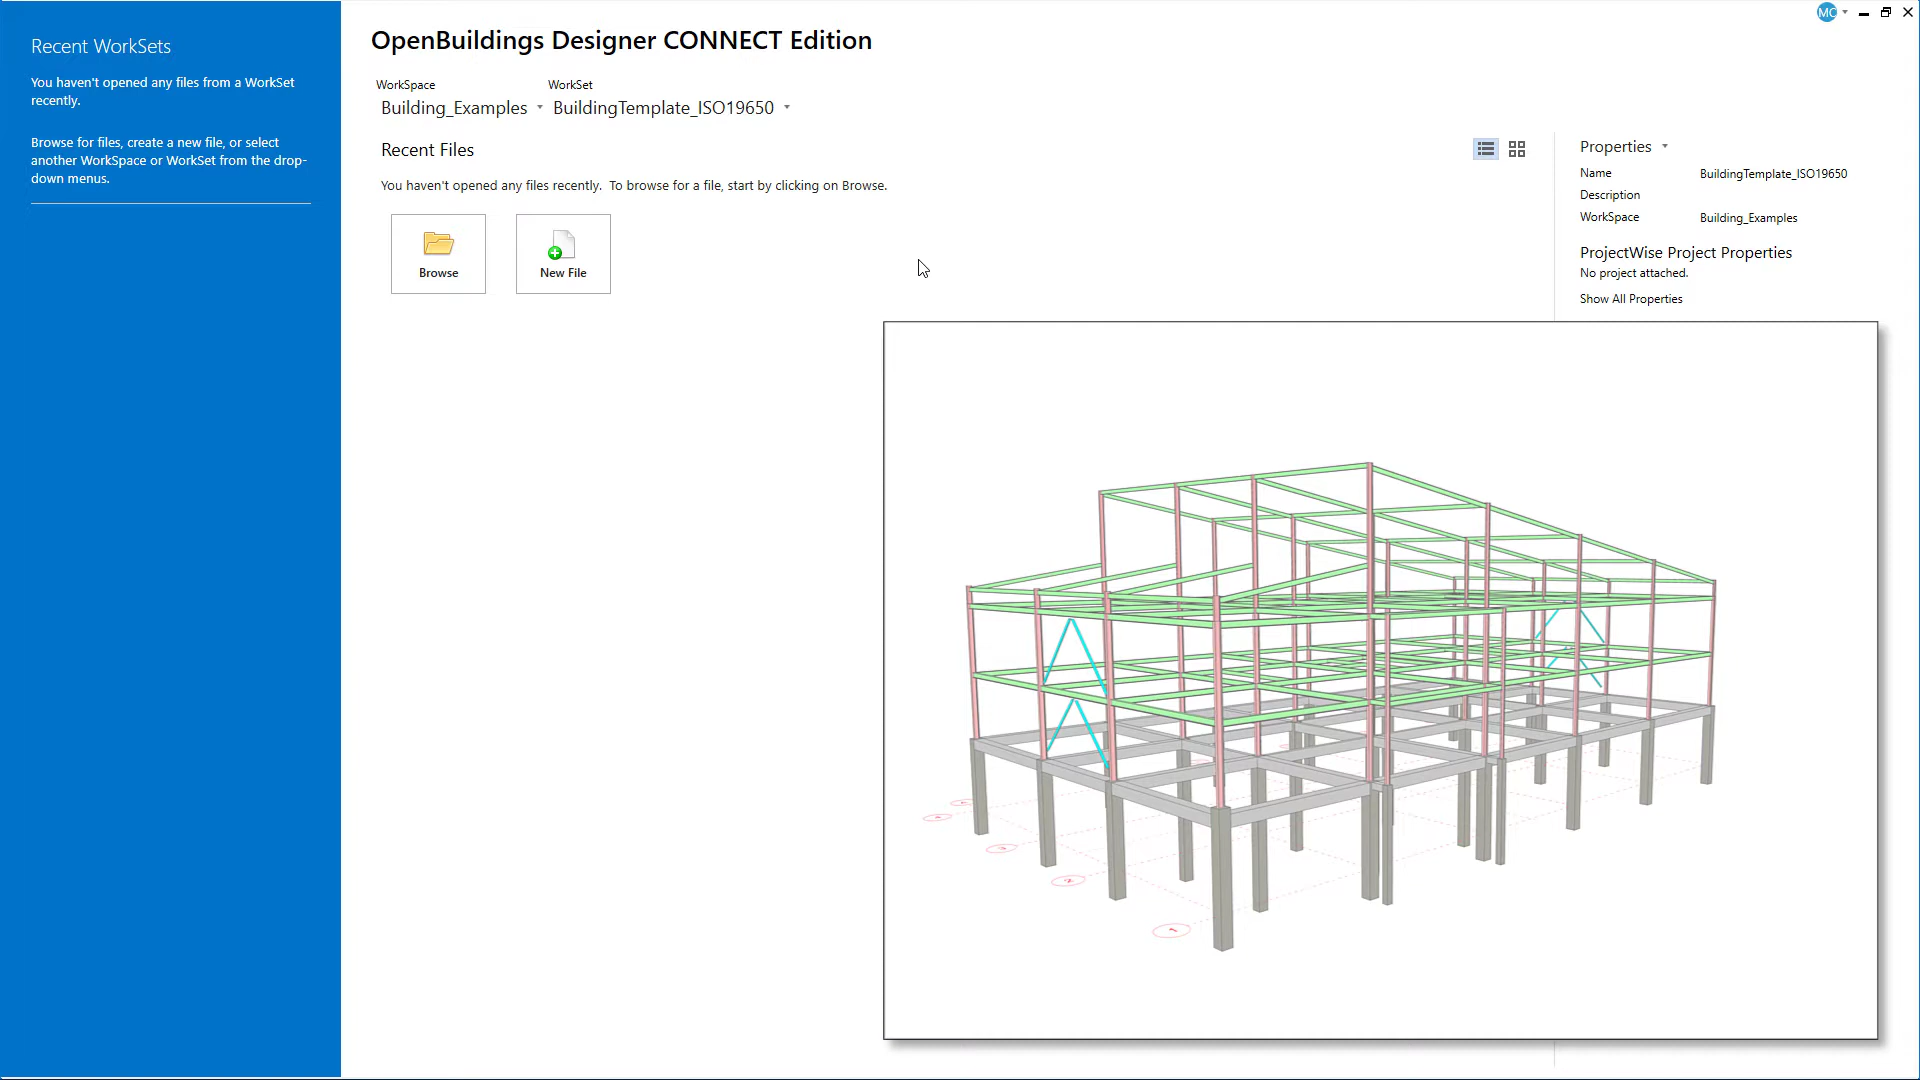 MC
Recent WorkSets
You haven't opened any files from a WorkSet
recently.
Browse for files, create a new file, or select
another WorkSpace or WorkSet from the drop-
down menus.
OpenBuildings Designer CONNECT Edition
WorkSpace WorkSet
Building_Examples BuildingTemplate_ISO19650
Recent Files
You haven't opened any files recently. To browse for a file, start by clicking on Browse.
Browse New File
Properties
Name BuildingTemplate_ISO19650
Description
WorkSpace Building_Examples
ProjectWise Project Properties
No project attached.
Show All Properties
3
2
1